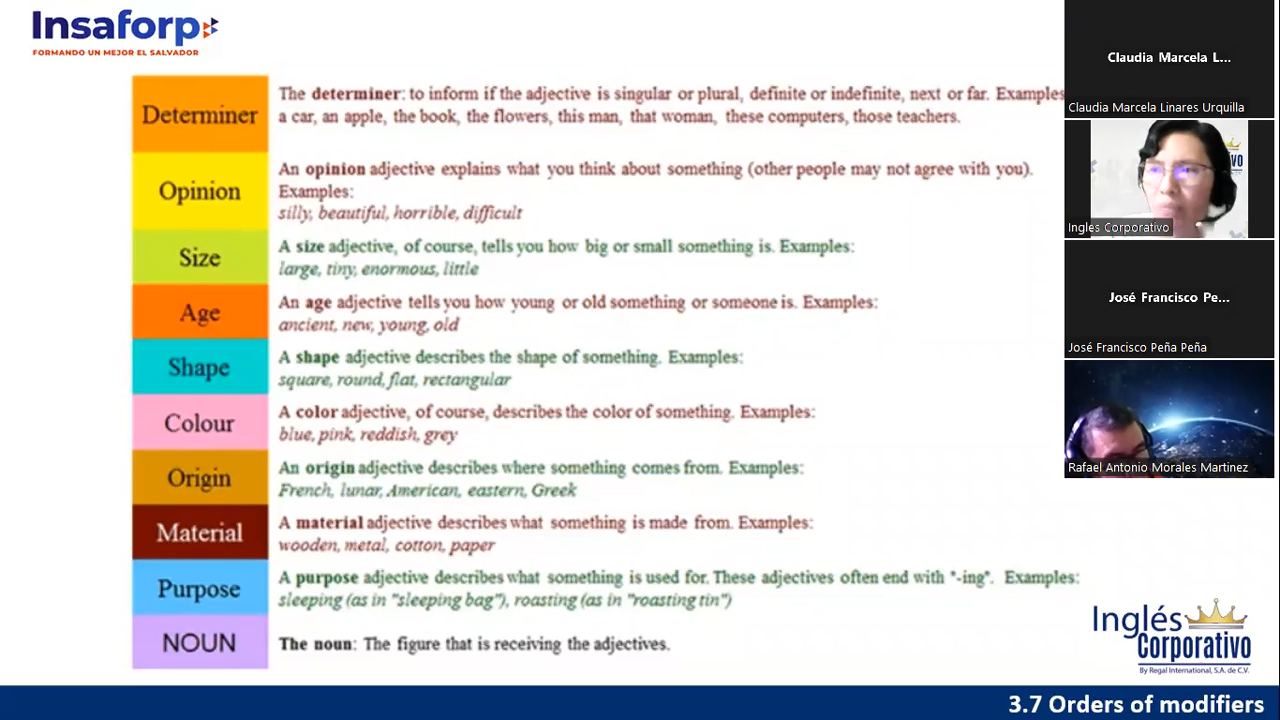 Insaforp
FORMANDO UN MEJOR EL SALVADOR
Determiner
The determiner: to inform if the adjective is singular or plural, definite or indefinite, next or far. Examples
a car, an apple, the book, the flowers, this man, that woman, these computers, those teachers.
Opinion
An opinion adjective explains what you think about something (other people may not agree with you).
Examples:
silly, beautiful, horrible, difficult
Size
A size adjective, of course, tells you how big or small something is. Examples:
large, tiny, enormous, little
Age
An age adjective tells you how young or old something or someone is. Examples:
ancient, new, young, old
Shape
A shape adjective describes the shape of something. Examples:
square, round, flat, rectangular
Colour
A color adjective, of course, describes the color of something. Examples:
blue, pink, reddish, grey
Origin
An origin adjective describes where something comes from. Examples:
French, lunar, American, eastern, Greek
Material
A material adjective describes what something is made from. Examples:
wooden, metal, cotton, paper
Purpose
A purpose adjective describes what something is used for. These adjectives often end with "-ing". Examples:
sleeping (as in "sleeping bag"), roasting (as in "roasting tin")
NOUN
The noun: The figure that is receiving the adjectives.
Claudia Marcela L...
Claudia Marcela Linares Urquilla
Inglés Corporativo
José Francisco Pe...
José Francisco Peña Peña
Rafael Antonio Morales Martinez
Inglés
Corporativo
By Regal International, S.A. de C.V.
3.7 Orders of modifiers